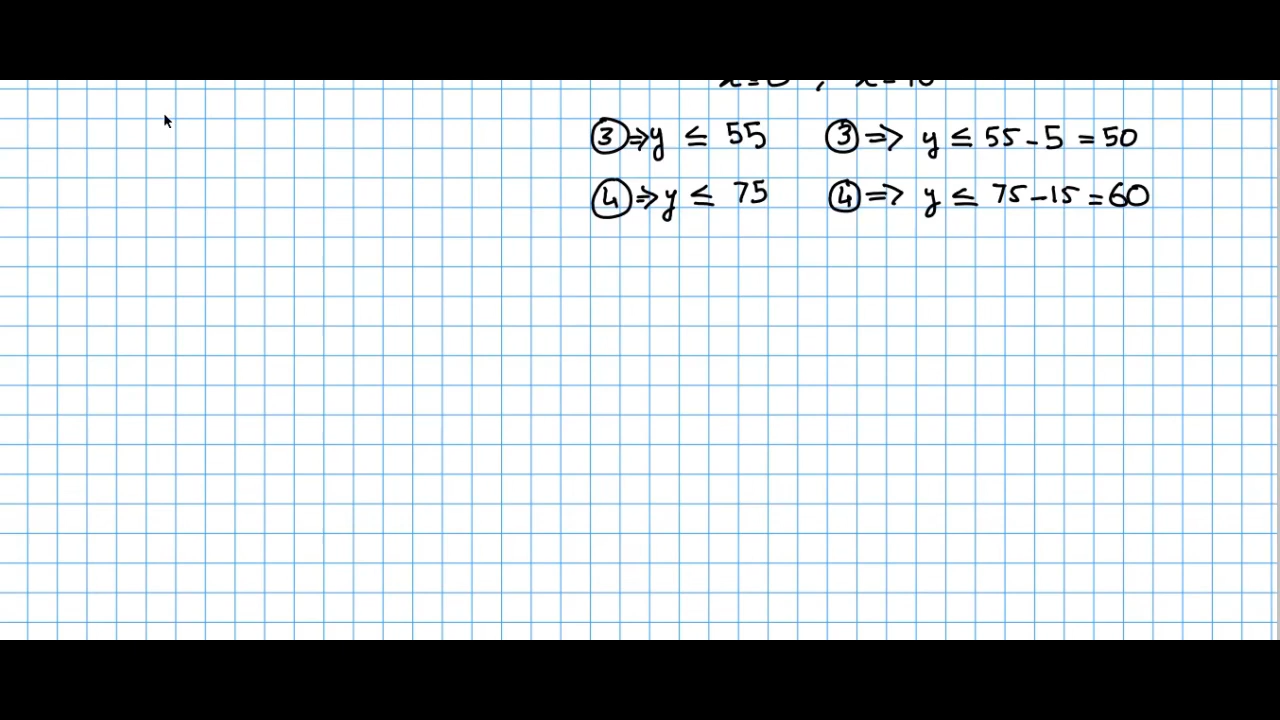 ③ ⇒ y ≤ 55 ③ ⇒ y ≤ 55 - 5 = 50
④ ⇒ y ≤ 75 ④ ⇒ y ≤ 75 - 15 = 60